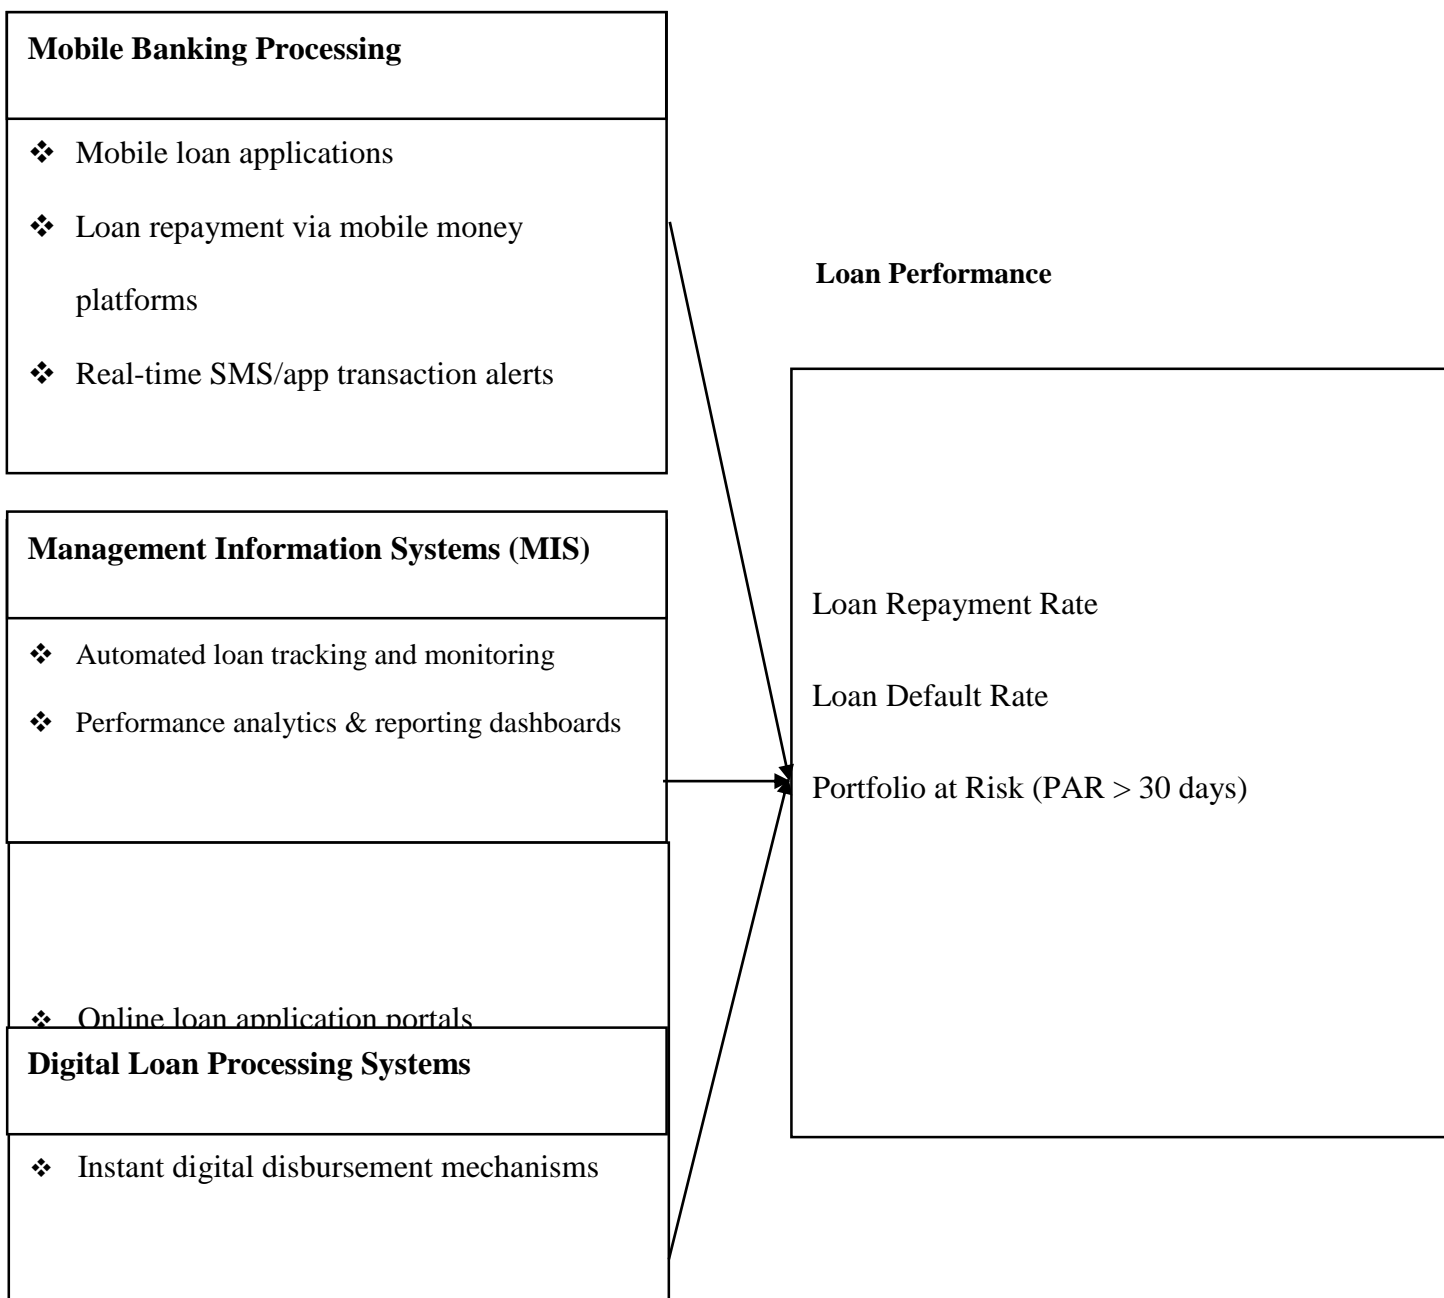 Mobile Banking Processing
❖ Mobile loan applications
❖ Loan repayment via mobile money
platforms
❖ Real-time SMS/app transaction alerts
Management Information Systems (MIS)
❖ Automated loan tracking and monitoring
❖ Performance analytics & reporting dashboards
❖ Online loan application portals
Digital Loan Processing Systems
❖ Instant digital disbursement mechanisms
Loan Performance
Loan Repayment Rate
Loan Default Rate
Portfolio at Risk (PAR > 30 days)